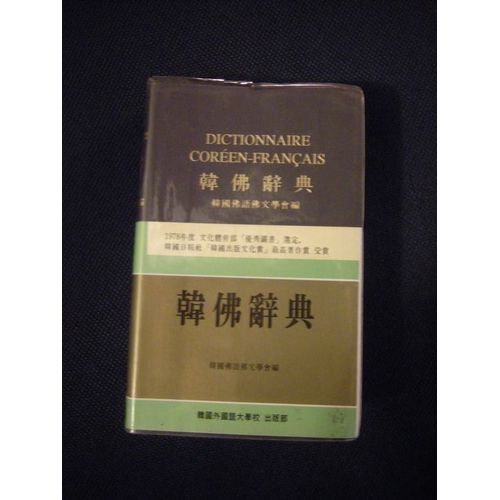 DICTIONNAIRE
CORÉEN-FRANÇAIS
韓佛辭典
韓國佛語佛文學會編
1978年度 文化體育部「優秀圖書」選定,
韓國日報社「韓國出版文化賞」最高著作賞 受賞
韓佛辭典
韓國佛語佛文學會編
韓國外國語大學校 出版部